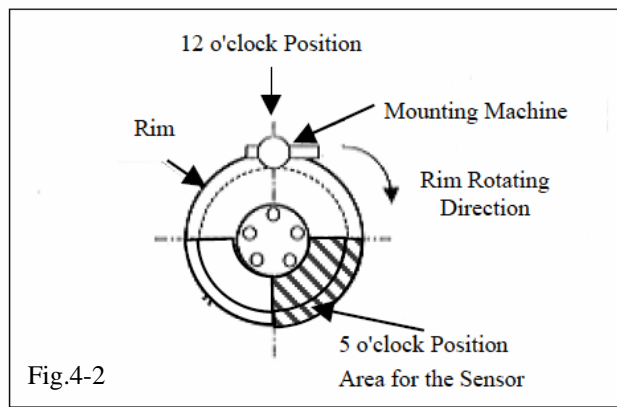 12 o'clock Position
Mounting Machine
Rim
Rim Rotating
Direction
5 o'clock Position
Area for the Sensor
Fig.4-2